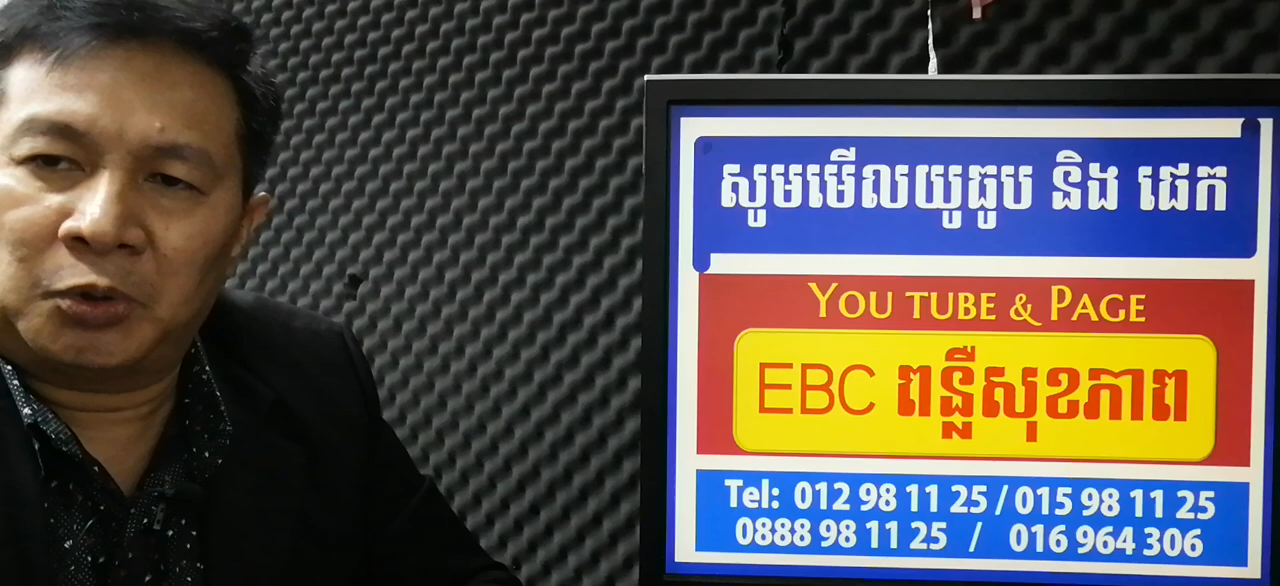 សូមមើលយូធូប និង ផេក
YOU TUBE & PAGE
EBC ពន្លឺសុខភាព
Tel: 012 98 11 25 / 015 98 11 25
0888 98 11 25 / 016 964 306